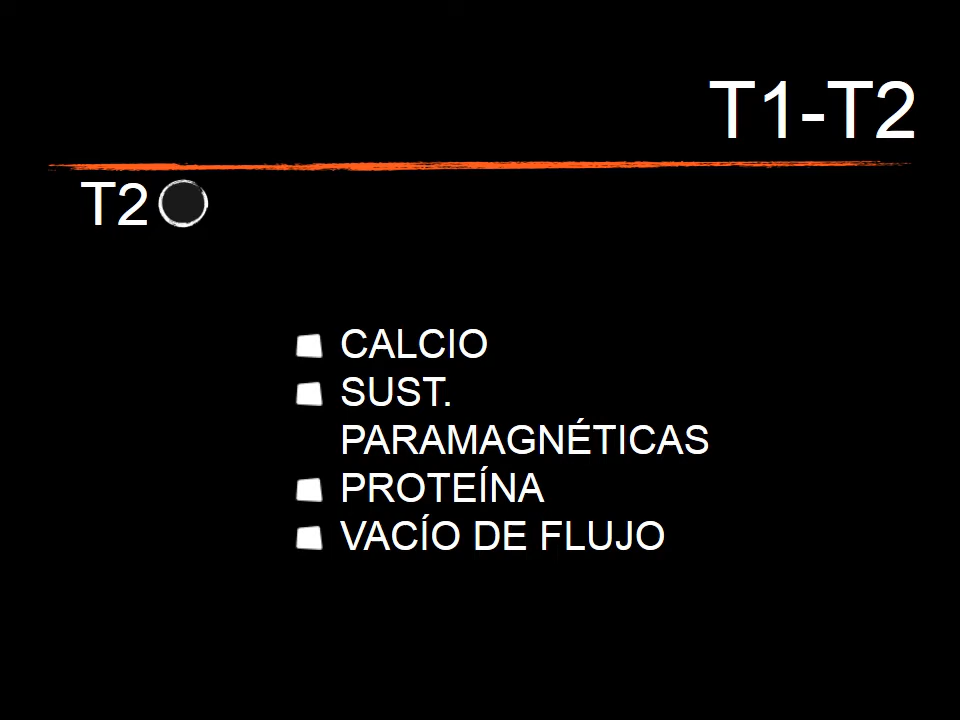 T1-T2
T2
CALCIO
SUST.
PARAMAGNÉTICAS
PROTEÍNA
VACÍO DE FLUJO